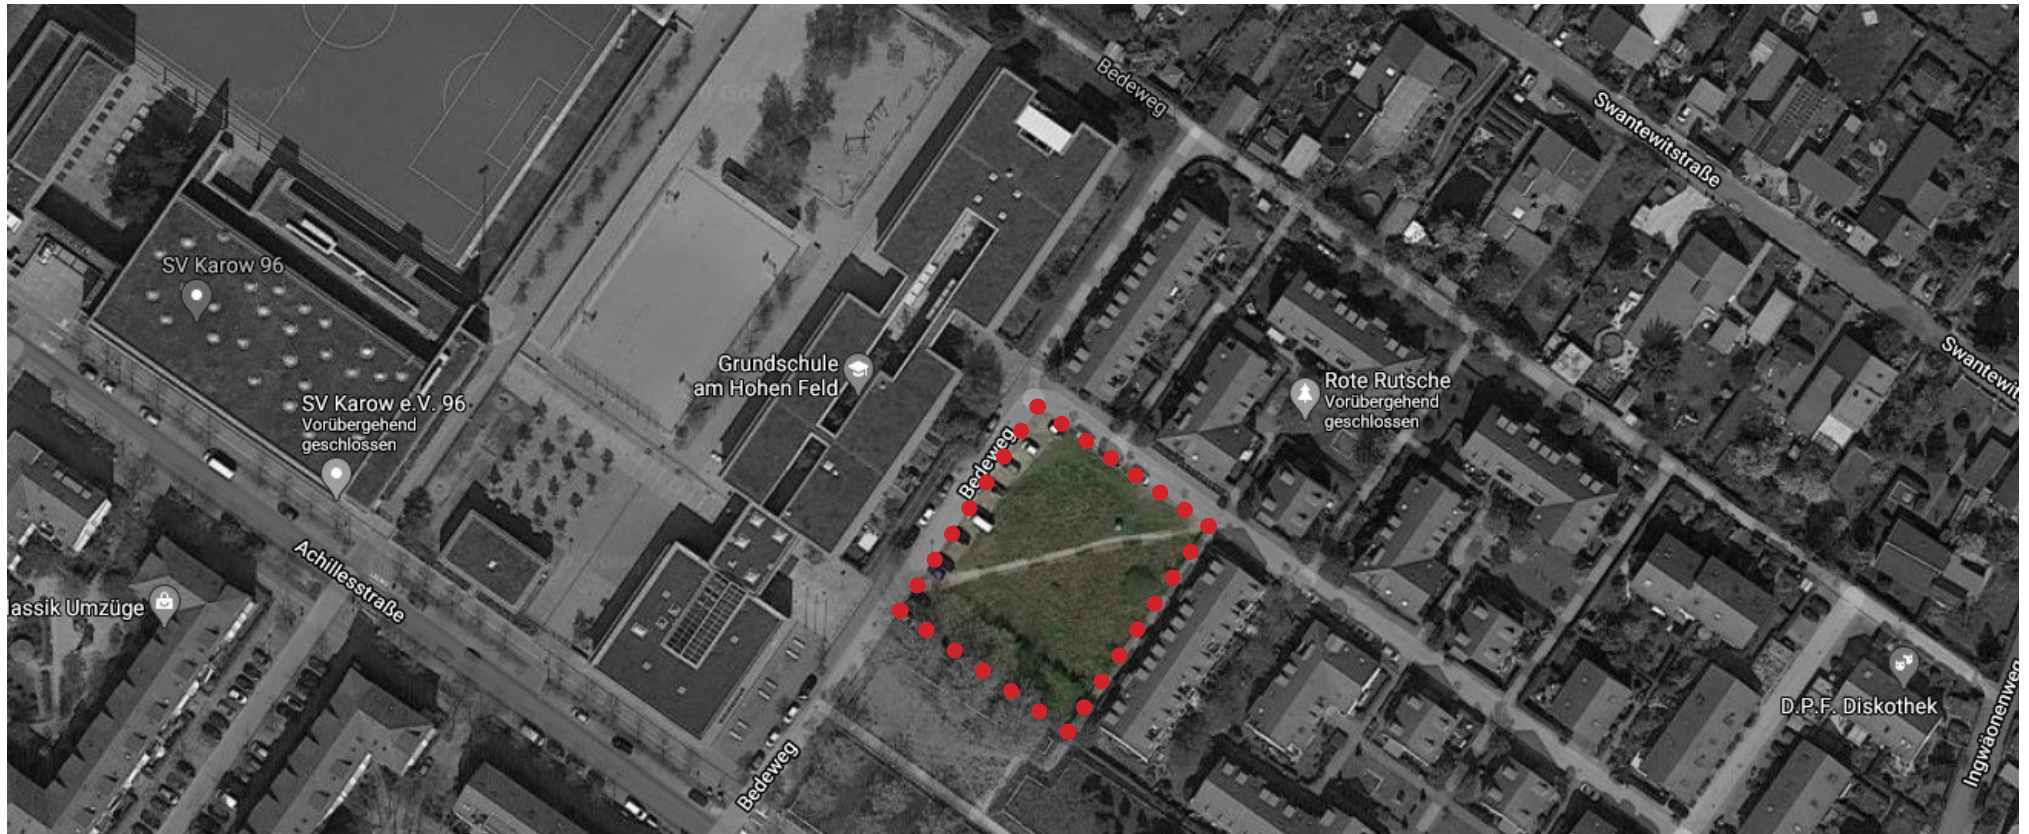 Bedeweg
Swantewitstraße
SV Karow 96
Swantewits
Grundschule
am Hohen Feld
Rote Rutsche
Vorübergehend
geschlossen
SV Karow e.V. 96
Vorübergehend
geschlossen
Bedeweg
Achillesstraße
lassik Umzüge
D.P.F. Diskothek
Ingwäonenweg
Bedeweg